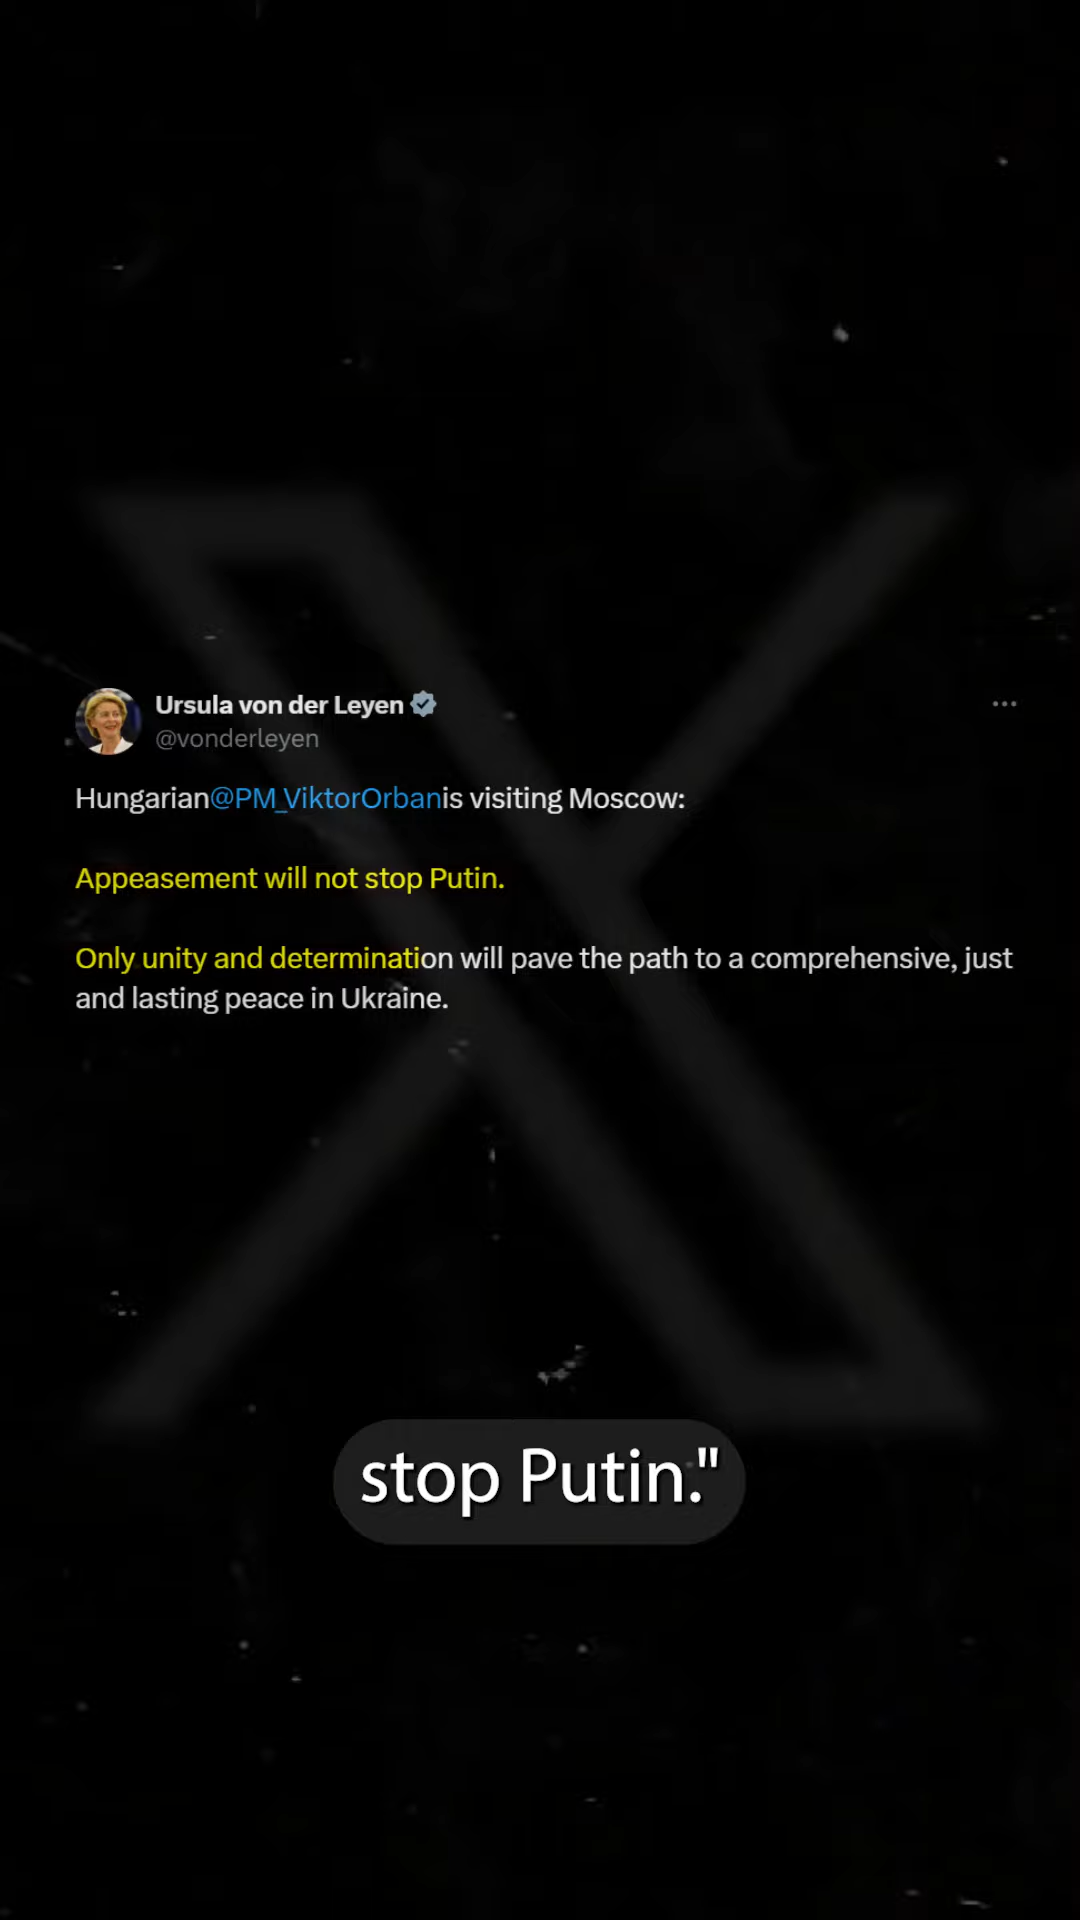 Ursula von der Leyen
@vonderleyen
Hungarian@PM_ViktorOrbanis visiting Moscow:
Appeasement will not stop Putin.
Only unity and determination will pave the path to a comprehensive, just
and lasting peace in Ukraine.
stop Putin."